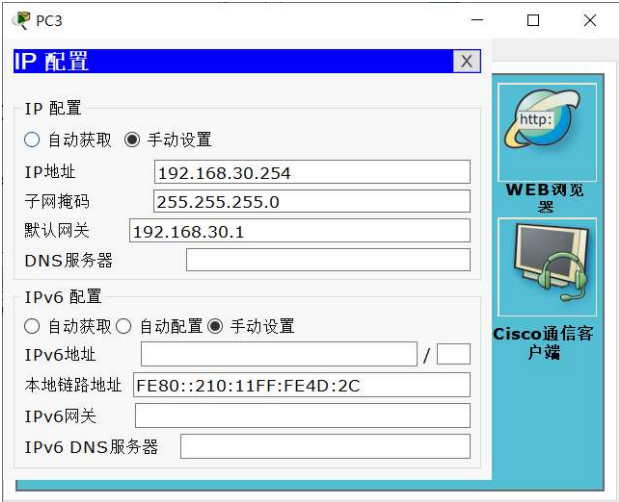 PC3
IP 配置
X
IP 配置
自动获取 手动设置
IP地址 192.168.30.254
子网掩码 255.255.255.0
默认网关 192.168.30.1
DNS服务器
IPv6 配置
自动获取 自动配置 手动设置
IPv6地址 /
本地链路地址 FE80::210:11FF:FE4D:2C
IPv6网关
IPv6 DNS服务器
http:
WEB浏览
器
Cisco通信客
户端